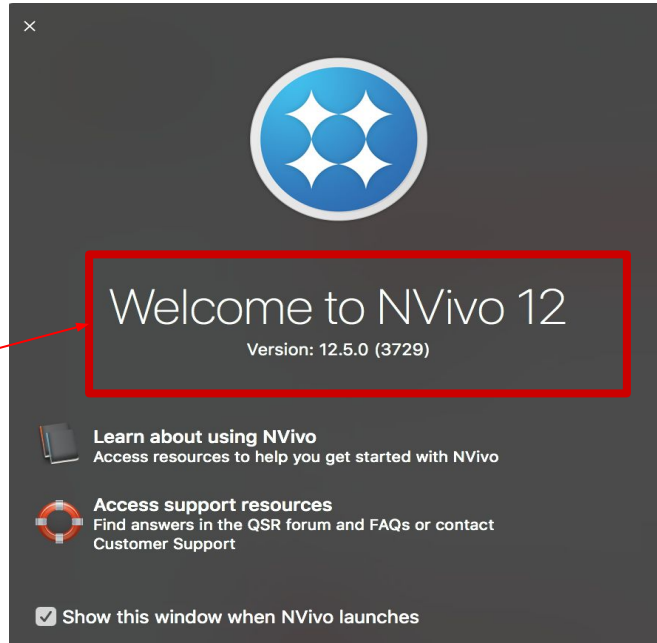 Welcome to NVivo 12
Version: 12.5.0 (3729)
Learn about using NVivo
Access resources to help you get started with NVivo
Access support resources
Find answers in the QSR forum and FAQs or contact
Customer Support
Show this window when NVivo launches